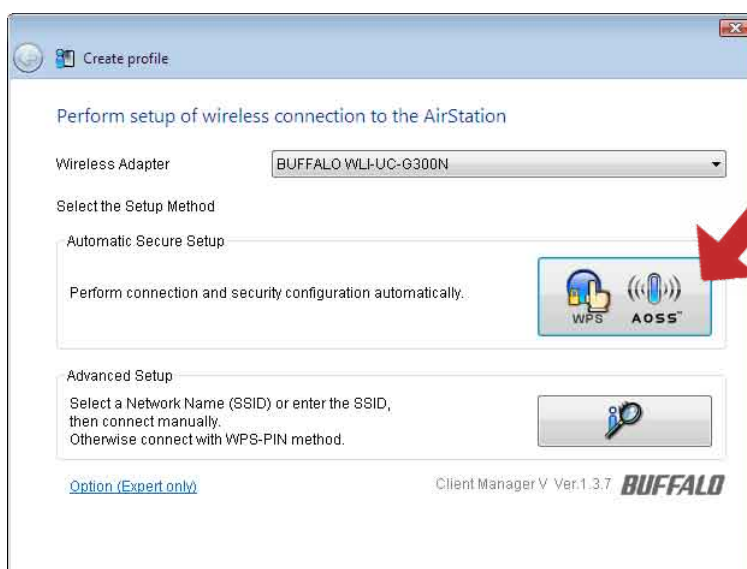 Create profile
Perform setup of wireless connection to the AirStation
Wireless Adapter
BUFFALO WLI-UC-G300N
Select the Setup Method
Automatic Secure Setup
Perform connection and security configuration automatically.
WPS
AOSS™
Advanced Setup
Select a Network Name (SSID) or enter the SSID,
then connect manually.
Otherwise connect with WPS-PIN method.
Option (Expert only)
Client Manager V Ver.1.3.7 BUFFALO